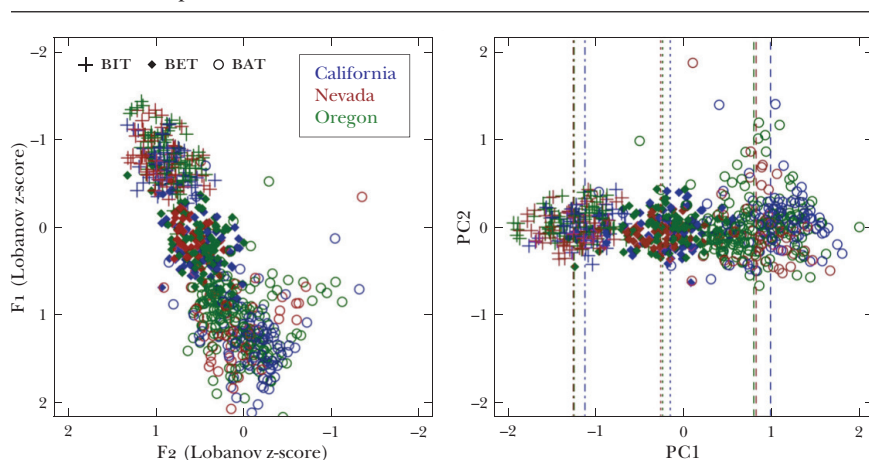 BIT BET BAT
California
Nevada
Oregon
-2
-1
0
1
2
F1 (Lobanov z-score)
2 1 0 -1 -2
F2 (Lobanov z-score)
2
1
0
-1
-2
PC2
-2 -1 0 1 2
PC1